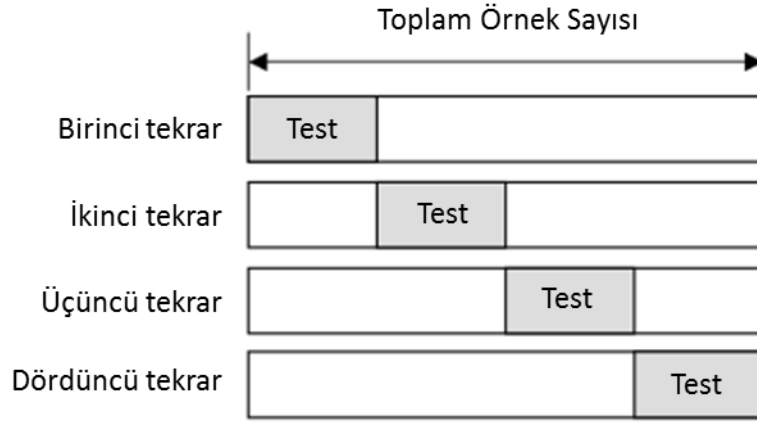 Toplam Örnek Sayısı
Birinci tekrar Test
İkinci tekrar Test
Üçüncü tekrar Test
Dördüncü tekrar Test